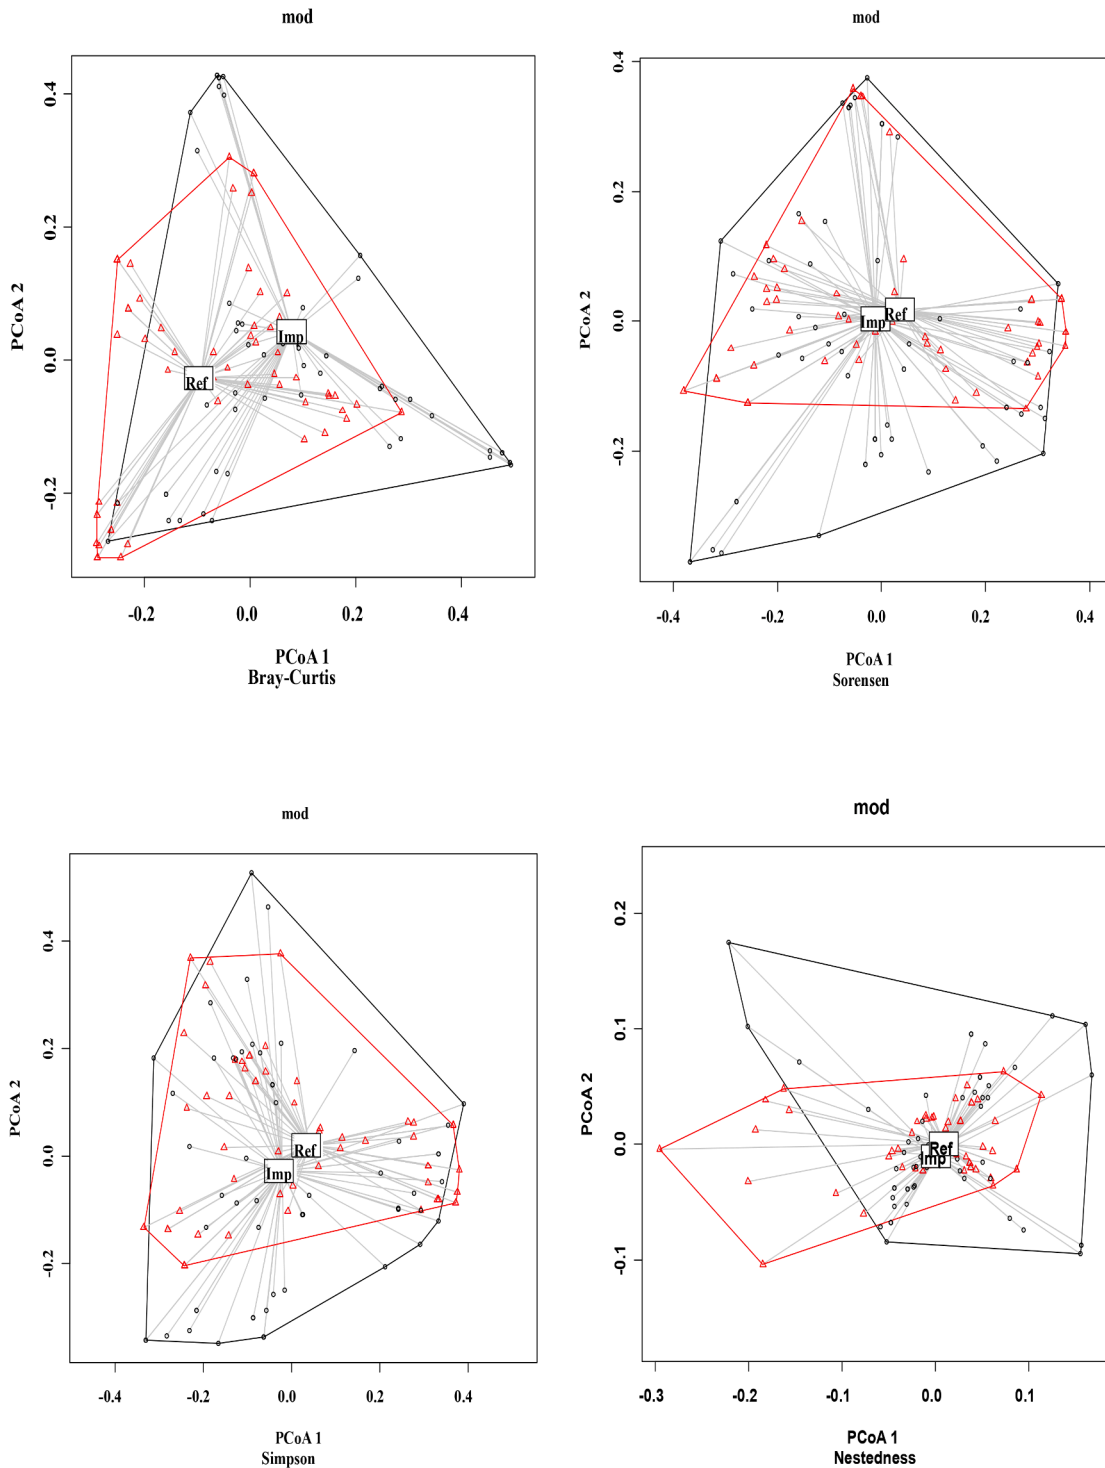 mod
0.4
0.2
0.0
-0.2
PCoA 2
Imp
Ref
-0.2
0.0
0.2
0.4
PCoA 1
Bray-Curtis
mod
0.4
0.2
0.0
-0.2
PCoA 2
Imp
Ref
-0.4
-0.2
0.0
0.2
0.4
PCoA 1
Sorensen
mod
0.4
0.2
0.0
-0.2
PCoA 2
Ref
Imp
-0.4
-0.2
0.0
0.2
0.4
PCoA 1
Simpson
mod
0.2
0.1
0.0
-0.1
PCoA 2
Ref
Imp
-0.3
-0.2
-0.1
0.0
0.1
PCoA 1
Nestedness